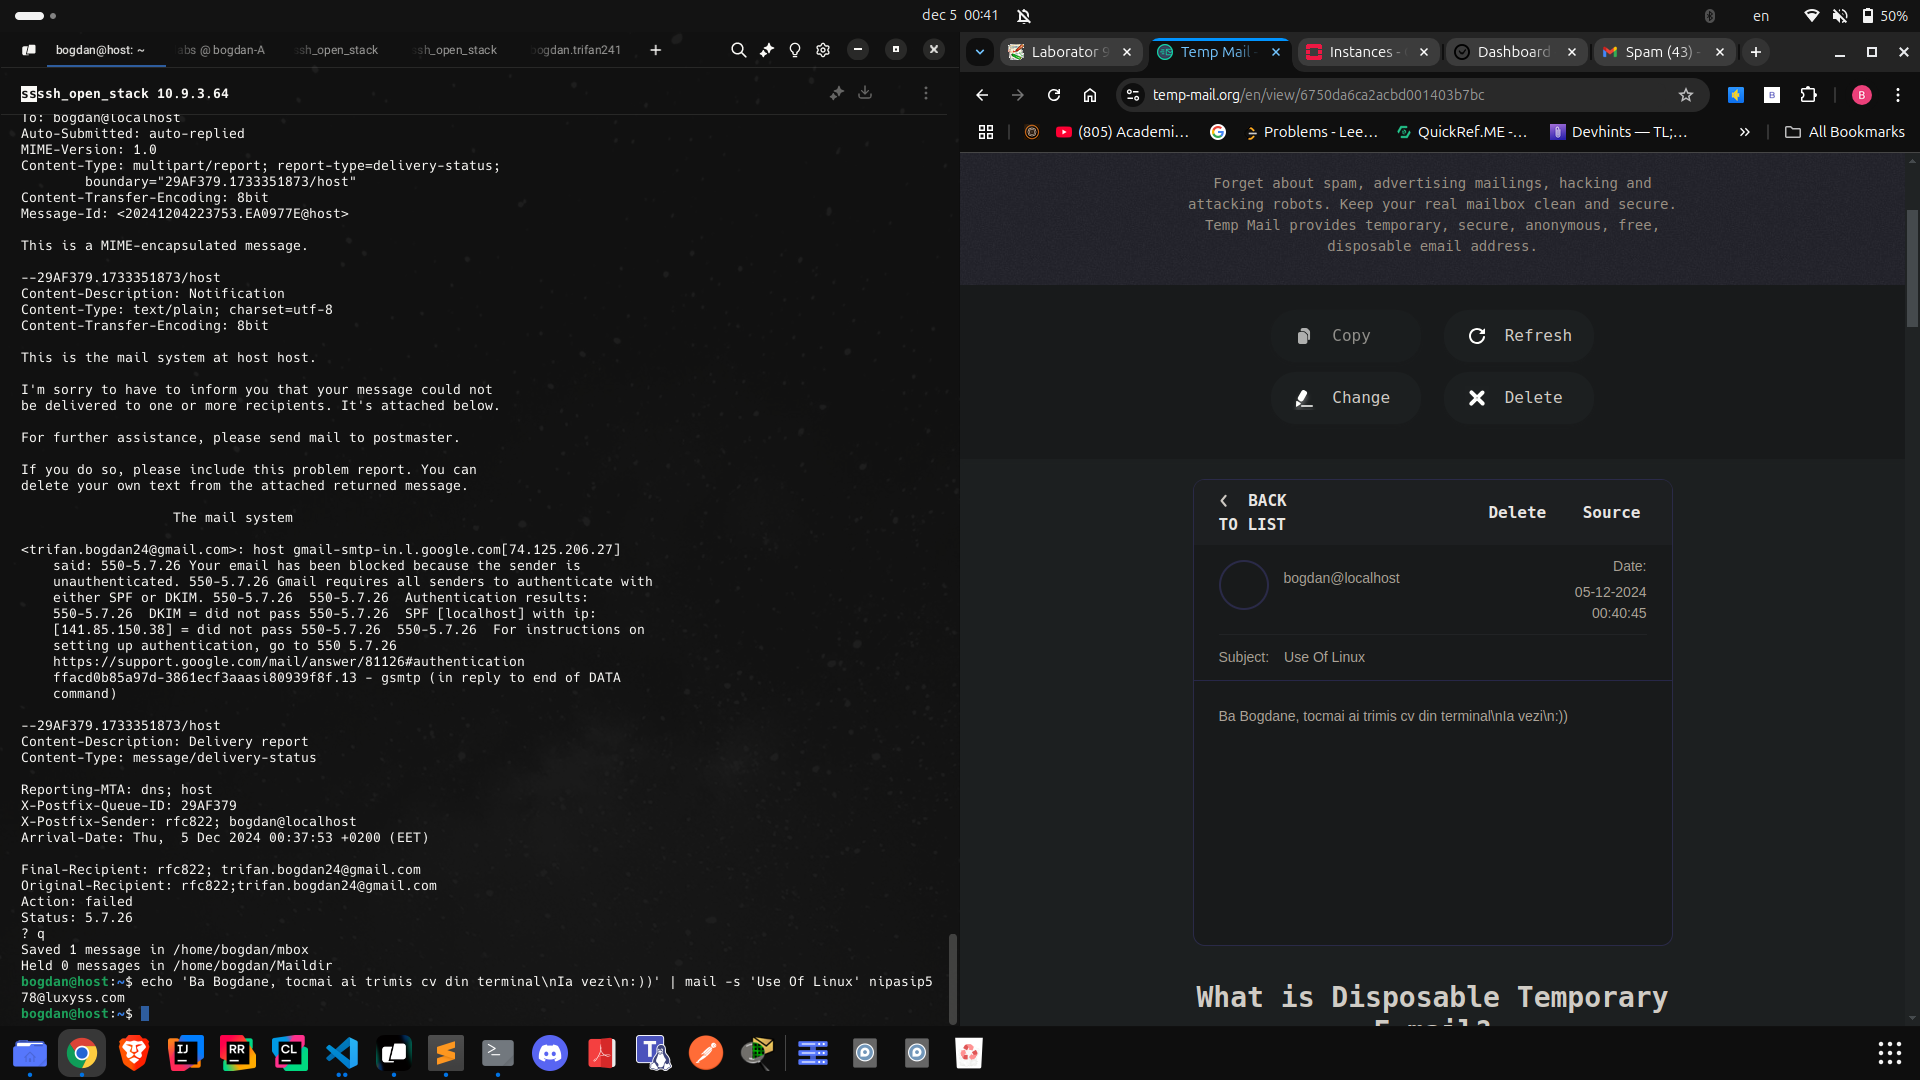 dec 5 00:41
en
50%
bogdan@host: ~
abs @ bogdan-A
ssh_open_stack
ssh_open_stack
bogdan.trifan241
ssssh_open_stack 10.9.3.64
To: bogdan@localhost
Auto-Submitted: auto-replied
MIME-Version: 1.0
Content-Type: multipart/report; report-type=delivery-status;
boundary="29AF379.1733351873/host"
Content-Transfer-Encoding: 8bit
Message-Id: <20241204223753.EA0977E@host>
This is a MIME-encapsulated message.
--29AF379.1733351873/host
Content-Description: Notification
Content-Type: text/plain; charset=utf-8
Content-Transfer-Encoding: 8bit
This is the mail system at host host.
I'm sorry to have to inform you that your message could not
be delivered to one or more recipients. It's attached below.
For further assistance, please send mail to postmaster.
If you do so, please include this problem report. You can
delete your own text from the attached returned message.
The mail system
<trifan.bogdan24@gmail.com>: host gmail-smtp-in.l.google.com[74.125.206.27]
said: 550-5.7.26 Your email has been blocked because the sender is
unauthenticated. 550-5.7.26 Gmail requires all senders to authenticate with
either SPF or DKIM. 550-5.7.26  550-5.7.26  Authentication results:
550-5.7.26  DKIM = did not pass 550-5.7.26  SPF [localhost] with ip:
[141.85.150.38] = did not pass 550-5.7.26  550-5.7.26  For instructions on
setting up authentication, go to 550 5.7.26
https://support.google.com/mail/answer/81126#authentication
ffacd0b85a97d-3861ecf3aaasi80939f8f.13 - gsmtp (in reply to end of DATA
command)
--29AF379.1733351873/host
Content-Description: Delivery report
Content-Type: message/delivery-status
Reporting-MTA: dns; host
X-Postfix-Queue-ID: 29AF379
X-Postfix-Sender: rfc822; bogdan@localhost
Arrival-Date: Thu,  5 Dec 2024 00:37:53 +0200 (EET)
Final-Recipient: rfc822; trifan.bogdan24@gmail.com
Original-Recipient: rfc822;trifan.bogdan24@gmail.com
Action: failed
Status: 5.7.26
? q
Saved 1 message in /home/bogdan/mbox
Held 0 messages in /home/bogdan/Maildir
bogdan@host:~$ echo 'Ba Bogdane, tocmai ai trimis cv din terminal\nIa vezi\n:))' | mail -s 'Use Of Linux' nipasip5
78@luxyss.com
bogdan@host:~$
Laborator 9
Temp Mail -
Instances -
Dashboard
Spam (43) -
temp-mail.org/en/view/6750da6ca2acbd001403b7bc
B
B
(805) Academi...
Problems - Lee...
QuickRef.ME -...
Devhints — TL;...
»
All Bookmarks
Forget about spam, advertising mailings, hacking and
attacking robots. Keep your real mailbox clean and secure.
Temp Mail provides temporary, secure, anonymous, free,
disposable email address.
Copy
Refresh
Change
Delete
BACK
TO LIST
Delete
Source
bogdan@localhost
Date:
05-12-2024
00:40:45
Subject: Use Of Linux
Ba Bogdane, tocmai ai trimis cv din terminal\nIa vezi\n:))
What is Disposable Temporary
E-mail?
IJ
RR
CL
T